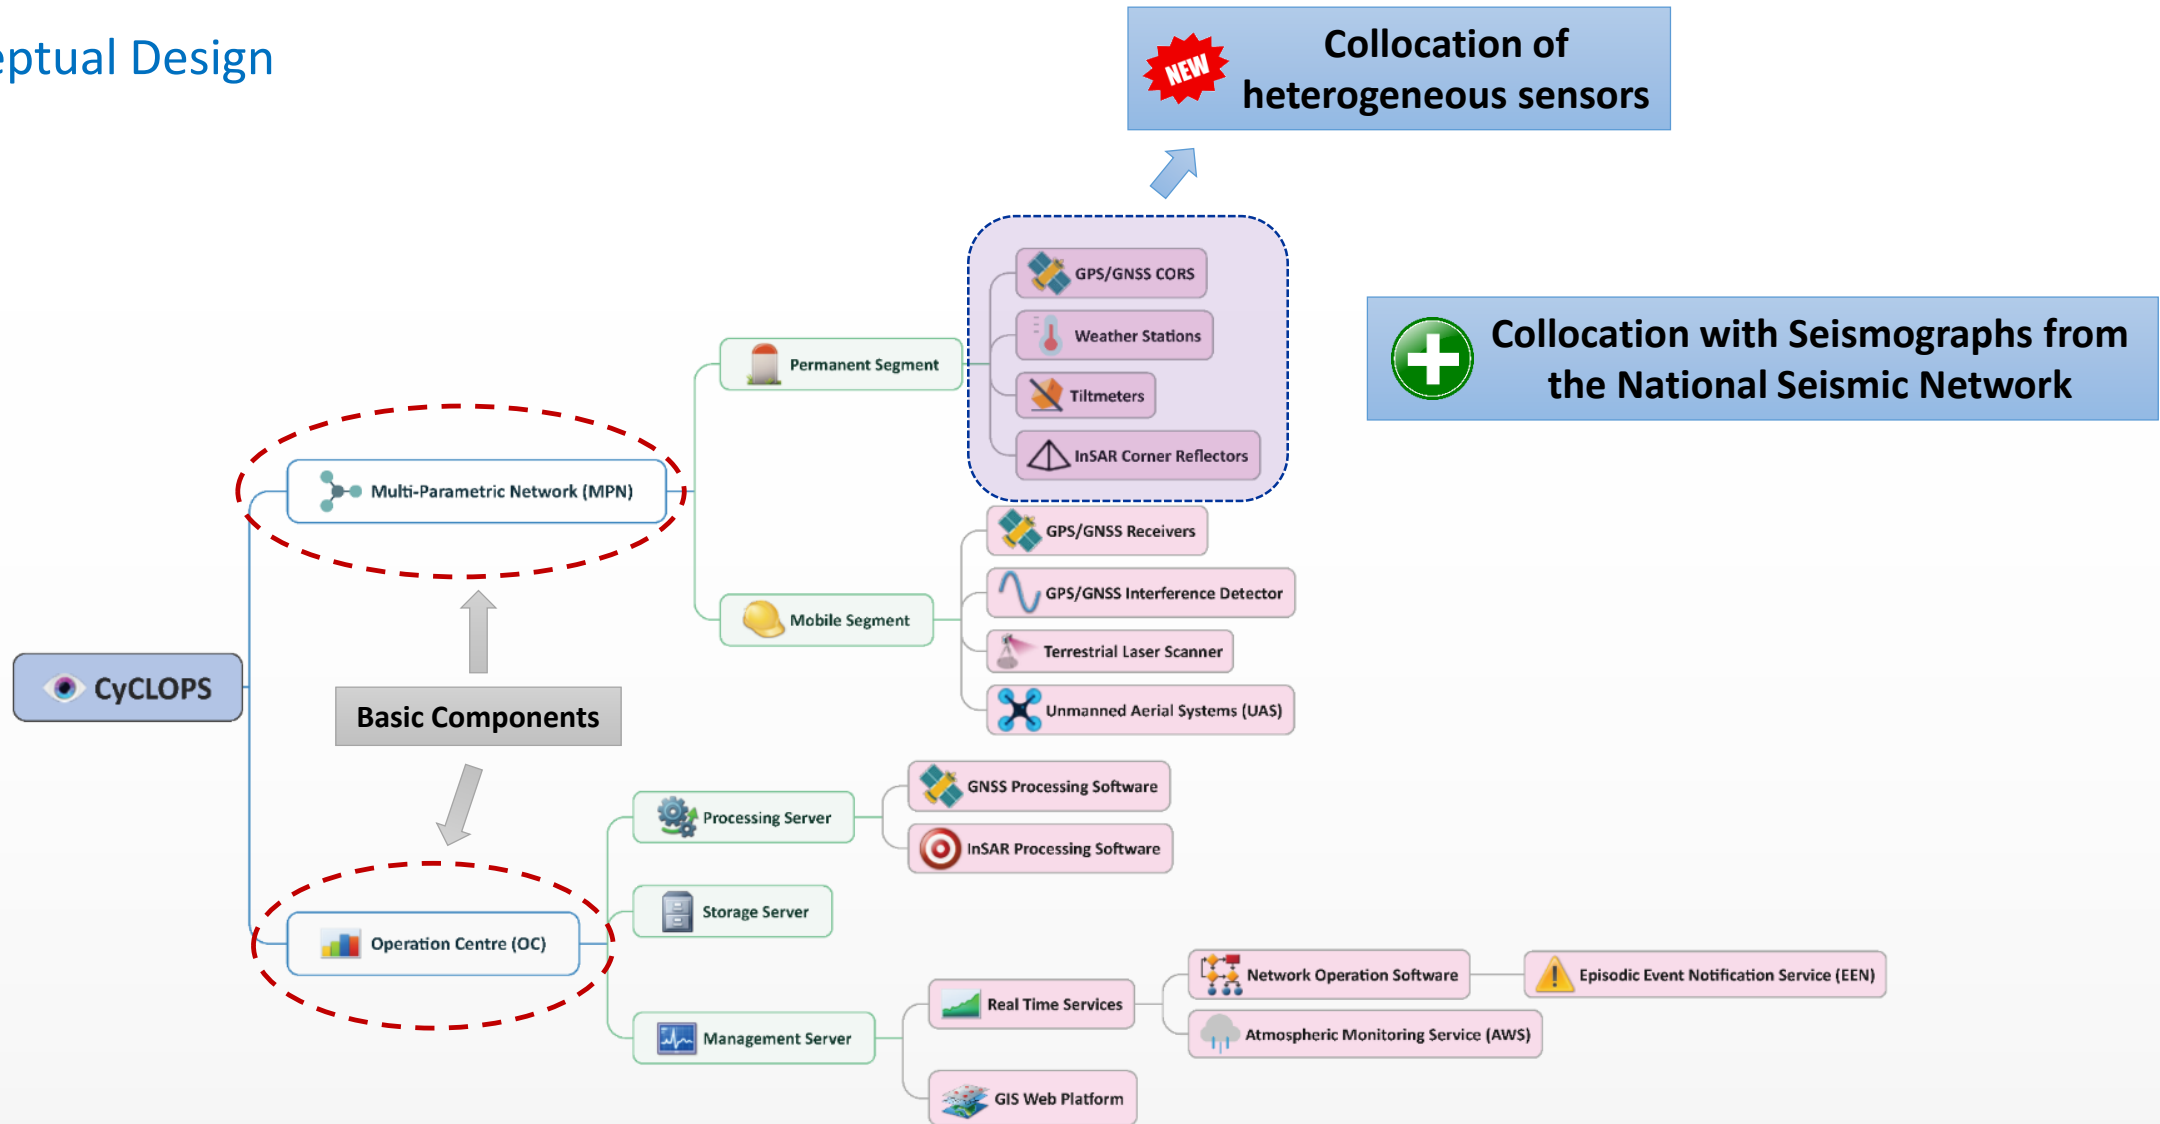 eptual Design
NEW
Collocation of
heterogeneous sensors
GPS/GNSS CORS
Weather Stations
Tiltmeters
InSAR Corner Reflectors
Collocation with Seismographs from
the National Seismic Network
Permanent Segment
Multi-Parametric Network (MPN)
GPS/GNSS Receivers
GPS/GNSS Interference Detector
Mobile Segment
Terrestrial Laser Scanner
Unmanned Aerial Systems (UAS)
CyCLOPS
Basic Components
GNSS Processing Software
Processing Server
InSAR Processing Software
Storage Server
Operation Centre (OC)
Network Operation Software
Episodic Event Notification Service (EEN)
Real Time Services
Atmospheric Monitoring Service (AWS)
Management Server
GIS Web Platform